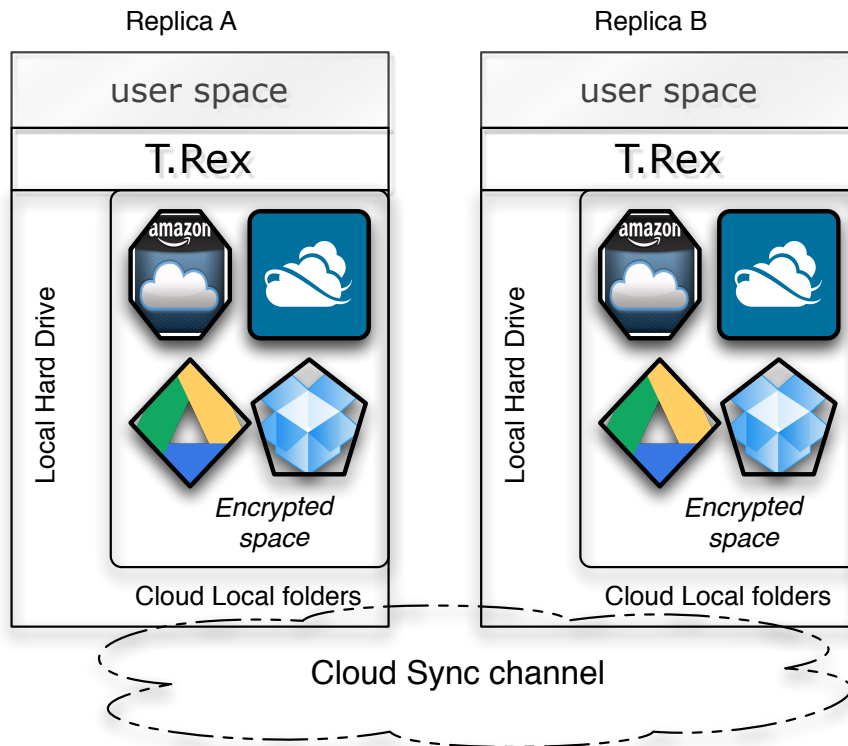 Replica A
user space
T.Rex
Local Hard Drive
amazon
Encrypted
space
Cloud Local folders
Replica B
user space
T.Rex
Local Hard Drive
amazon
Encrypted
space
Cloud Local folders
Cloud Sync channel